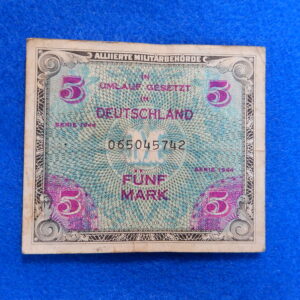 ALLIIERTE MILITÄRBEHÖRDE
5 IN 5
UMLAUF GESETZT
IN
DEUTSCHLAND
SERIE 1944
065045742
SERIE 1944
FÜNF
MARK
5 5